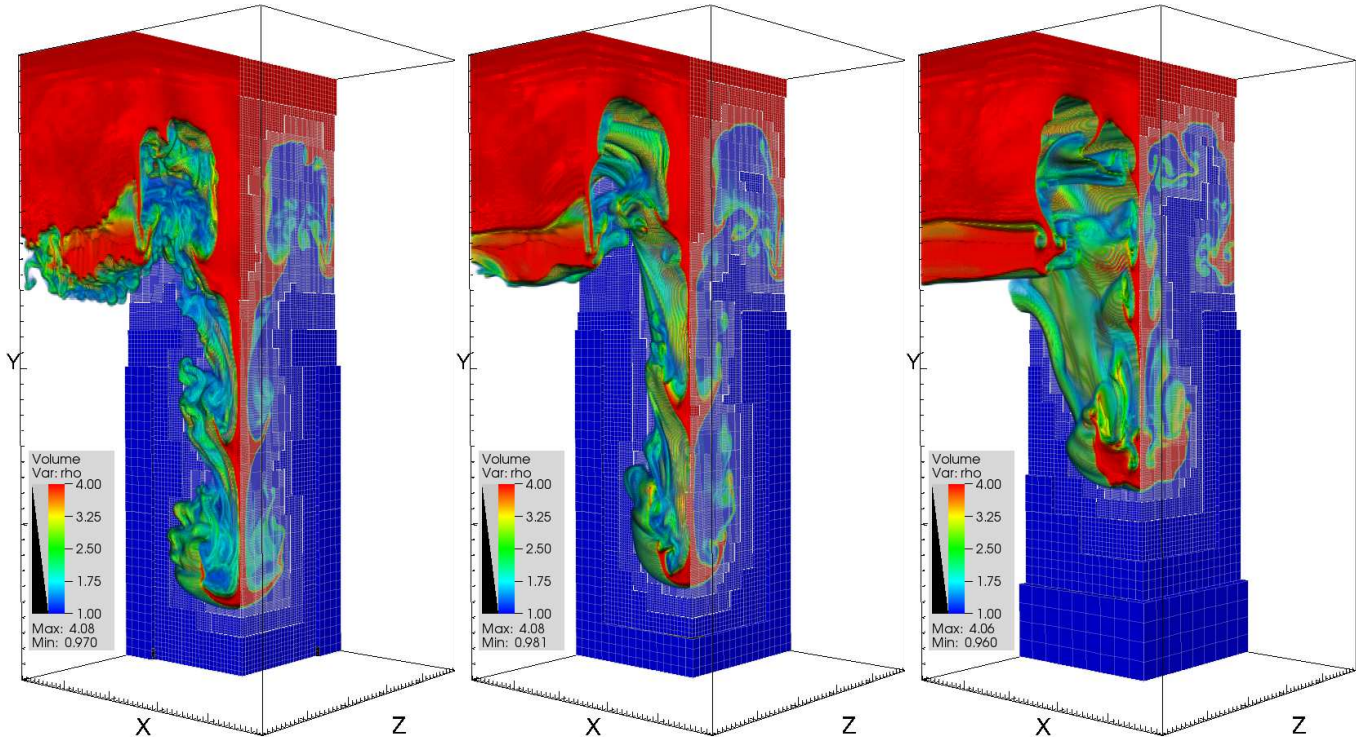 Y
Volume
Var: rho
4.00
3.25
2.50
1.75
1.00
Max: 4.08
Min: 0.970
X
Z
Y
Volume
Var: rho
4.00
3.25
2.50
1.75
1.00
Max: 4.08
Min: 0.981
X
Z
Y
Volume
Var: rho
4.00
3.25
2.50
1.75
1.00
Max: 4.06
Min: 0.960
X
Z